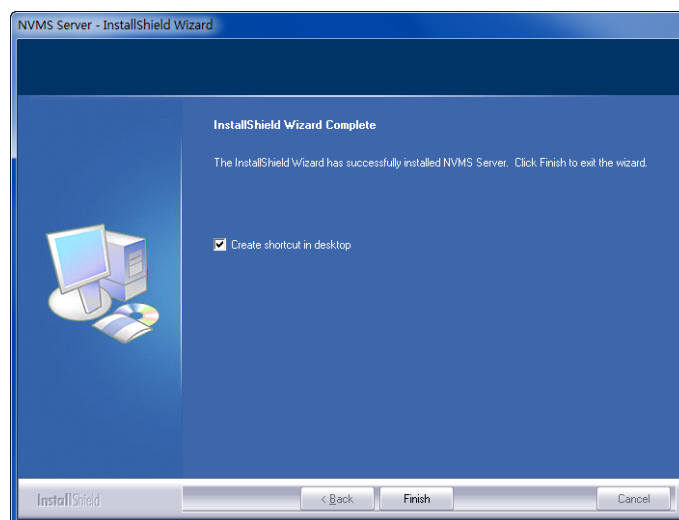 NVMS Server - InstallShield Wizard
InstallShield Wizard Complete
The InstallShield Wizard has successfully installed NVMS Server. Click Finish to exit the wizard.
Create shortcut in desktop
InstallShield
< Back
Finish
Cancel